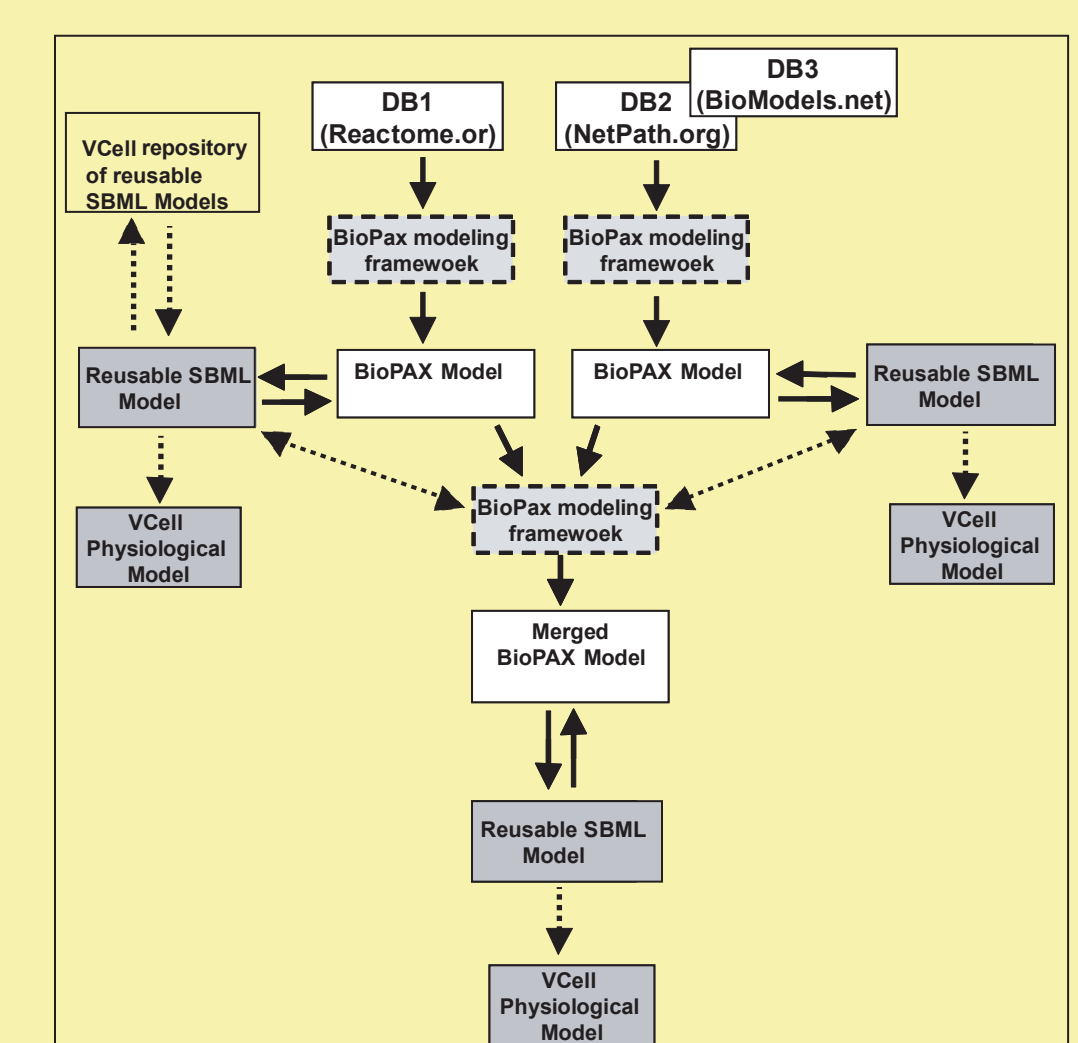 DB3
(BioModels.net)
DB1
(Reactome.or)
DB2
(NetPath.org)
VCell repository
of reusable
SBML Models
BioPax modeling
framewoek
BioPax modeling
framewoek
Reusable SBML
Model
BioPAX Model
BioPAX Model
Reusable SBML
Model
VCell
Physiological
Model
BioPax modeling
framewoek
VCell
Physiological
Model
Merged
BioPAX Model
Reusable SBML
Model
VCell
Physiological
Model